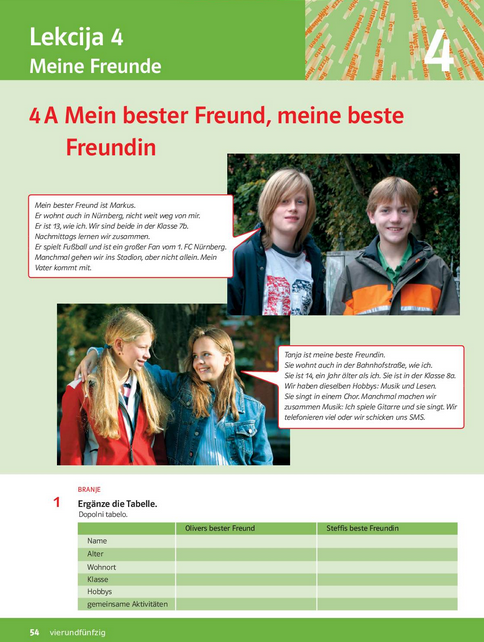 Lekcija 4
Meine Freunde
4
4A Mein bester Freund, meine beste
Freundin
Mein bester Freund ist Markus.
Er wohnt auch in Nürnberg, nicht weit weg von mir.
Er ist 13, wie ich. Wir sind beide in der Klasse 7b.
Nachmittags lernen wir zusammen.
Er spielt Fußball und ist ein großer Fan vom 1. FC Nürnberg.
Manchmal gehen wir ins Stadion, aber nicht allein. Mein
Vater kommt mit.
Tanja ist meine beste Freundin.
Sie wohnt auch in der Bahnhofstraße, wie ich.
Sie ist 14, ein Jahr älter als ich. Sie ist in der Klasse 8a.
Wir haben dieselben Hobbys: Musik und Lesen.
Sie singt in einem Chor. Manchmal machen wir
zusammen Musik: Ich spiele Gitarre und sie singt. Wir
telefonieren viel oder wir schicken uns SMS.
BRANJE
1 Ergänze die Tabelle.
Dopolni tabelo.
Olivers bester Freund Steffis beste Freundin
Name
Alter
Wohnort
Klasse
Hobbys
gemeinsame Aktivitäten
54 vierundfünfzig